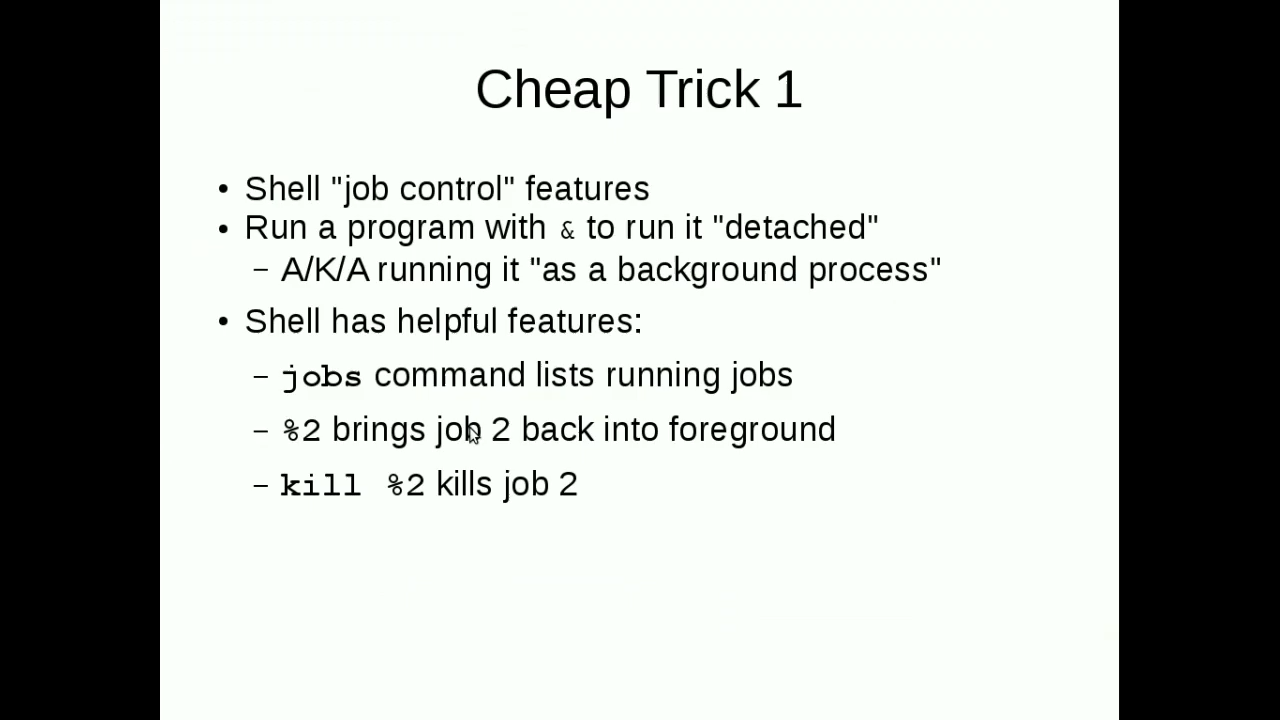 Cheap Trick 1
• Shell "job control" features
• Run a program with & to run it "detached"
– A/K/A running it "as a background process"
• Shell has helpful features:
– jobs command lists running jobs
– %2 brings job 2 back into foreground
– kill %2 kills job 2